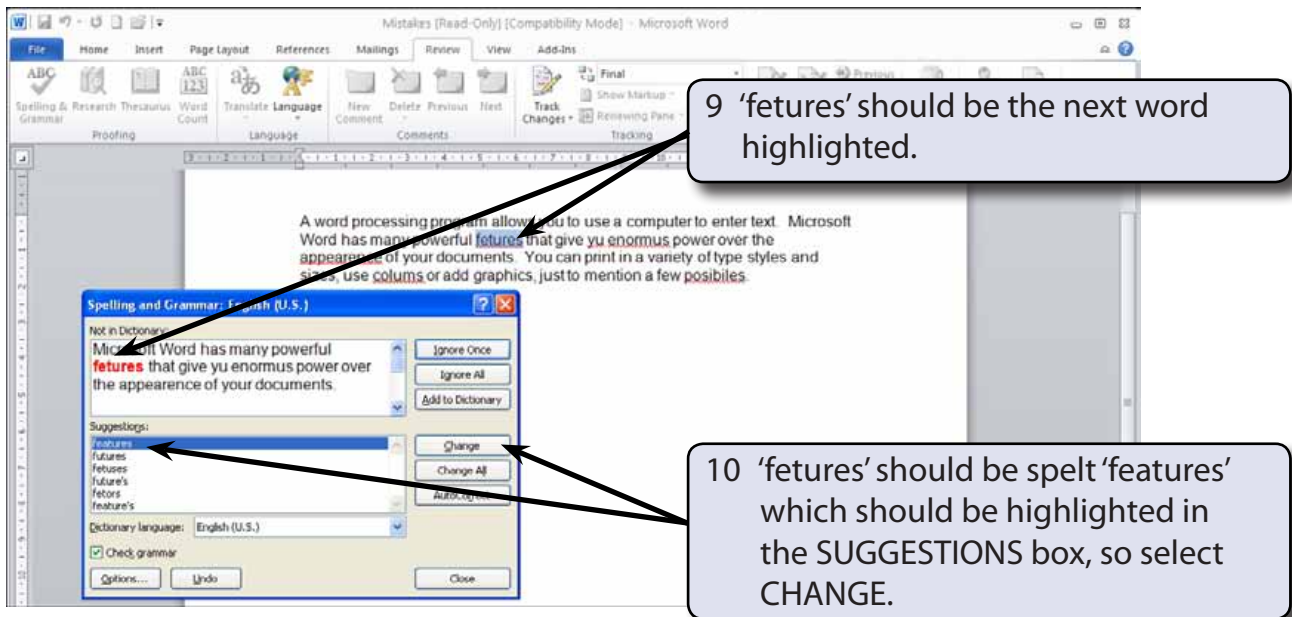 Mistakes [Read-Only] [Compatibility Mode] - Microsoft Word
File Home Insert Page Layout References Mailings Review View Add-Ins
Final
Show Markup
Reviewing Pane
Previous
Spelling & Grammar
Research
Thesaurus
Word Count
Translate
Language
New Comment
Delete
Previous
Next
Track Changes
Proofing
Language
Comments
Tracking
9 'fetures' should be the next word
highlighted.
A word processing program allows you to use a computer to enter text. Microsoft
Word has many powerful fetures that give yu enormus power over the
appearence of your documents. You can print in a variety of type styles and
sizes, use colums or add graphics, just to mention a few posibiles.
Spelling and Grammar: English (U.S.)
Not in Dictionary:
Microsoft Word has many powerful
fetures that give yu enormus power over
the appearence of your documents.
Ignore Once
Ignore All
Add to Dictionary
Suggestions:
features
futures
fetuses
future's
fetors
feature's
Change
Change All
AutoCorrect
Dictionary language: English (U.S.)
Check grammar
Options...
Undo
Close
10 'fetures' should be spelt 'features'
which should be highlighted in
the SUGGESTIONS box, so select
CHANGE.